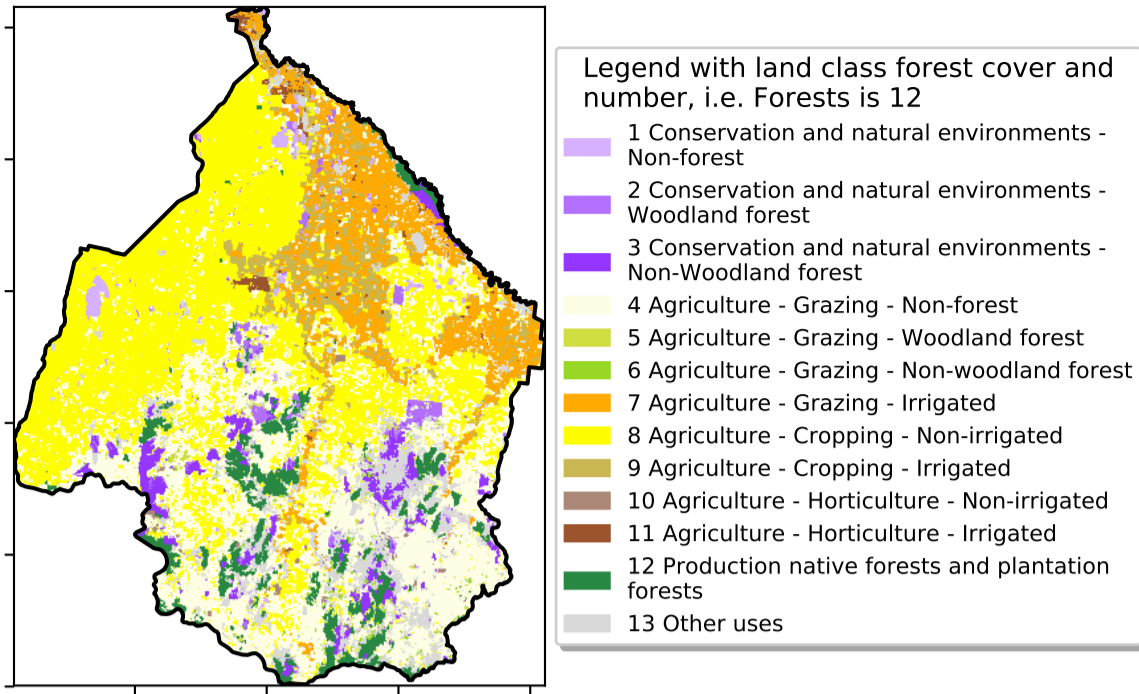 Legend with land class forest cover and
number, i.e. Forests is 12
1 Conservation and natural environments -
Non-forest
2 Conservation and natural environments -
Woodland forest
3 Conservation and natural environments -
Non-Woodland forest
4 Agriculture - Grazing - Non-forest
5 Agriculture - Grazing - Woodland forest
6 Agriculture - Grazing - Non-woodland forest
7 Agriculture - Grazing - Irrigated
8 Agriculture - Cropping - Non-irrigated
9 Agriculture - Cropping - Irrigated
10 Agriculture - Horticulture - Non-irrigated
11 Agriculture - Horticulture - Irrigated
12 Production native forests and plantation
forests
13 Other uses